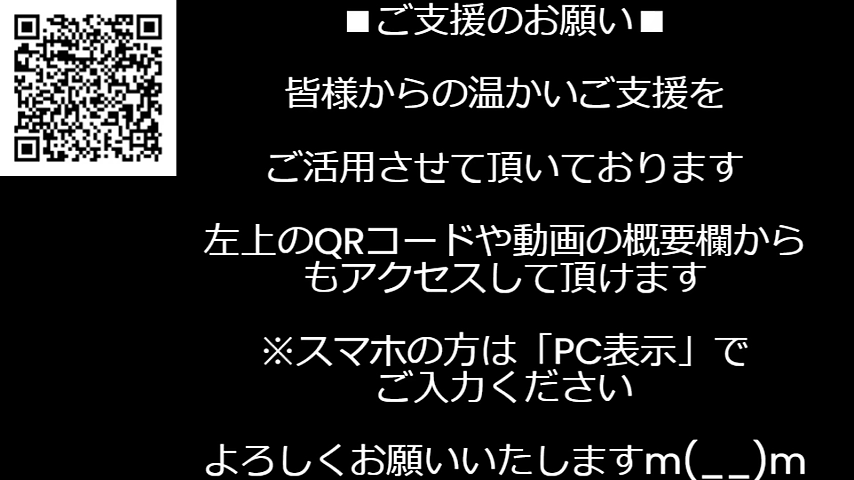 ■ご支援のお願い■
皆様からの温かいご支援を
ご活用させて頂いております
左上のQRコードや動画の概要欄から
もアクセスして頂けます
※スマホの方は「PC表示」で
ご入力ください
よろしくお願いいたしますm(__)m